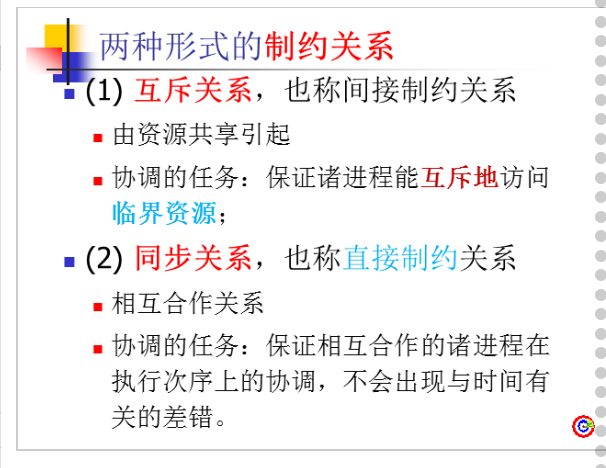 两种形式的制约关系
(1) 互斥关系，也称间接制约关系
由资源共享引起
协调的任务：保证诸进程能互斥地访问
临界资源；
(2) 同步关系，也称直接制约关系
相互合作关系
协调的任务：保证相互合作的诸进程在
执行次序上的协调，不会出现与时间有
关的差错。